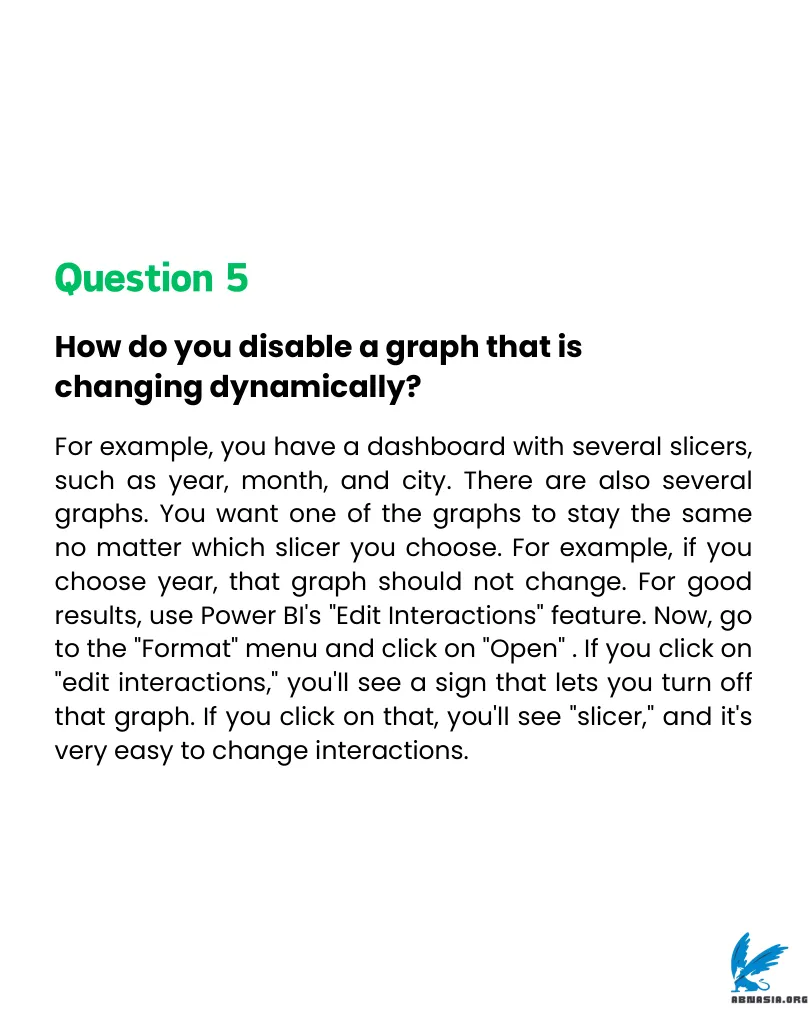 Question 5
How do you disable a graph that is
changing dynamically?
For example, you have a dashboard with several slicers,
such as year, month, and city. There are also several
graphs. You want one of the graphs to stay the same
no matter which slicer you choose. For example, if you
choose year, that graph should not change. For good
results, use Power BI's "Edit Interactions" feature. Now, go
to the "Format" menu and click on "Open" . If you click on
"edit interactions," you'll see a sign that lets you turn off
that graph. If you click on that, you'll see "slicer," and it's
very easy to change interactions.
ABNASIA.ORG